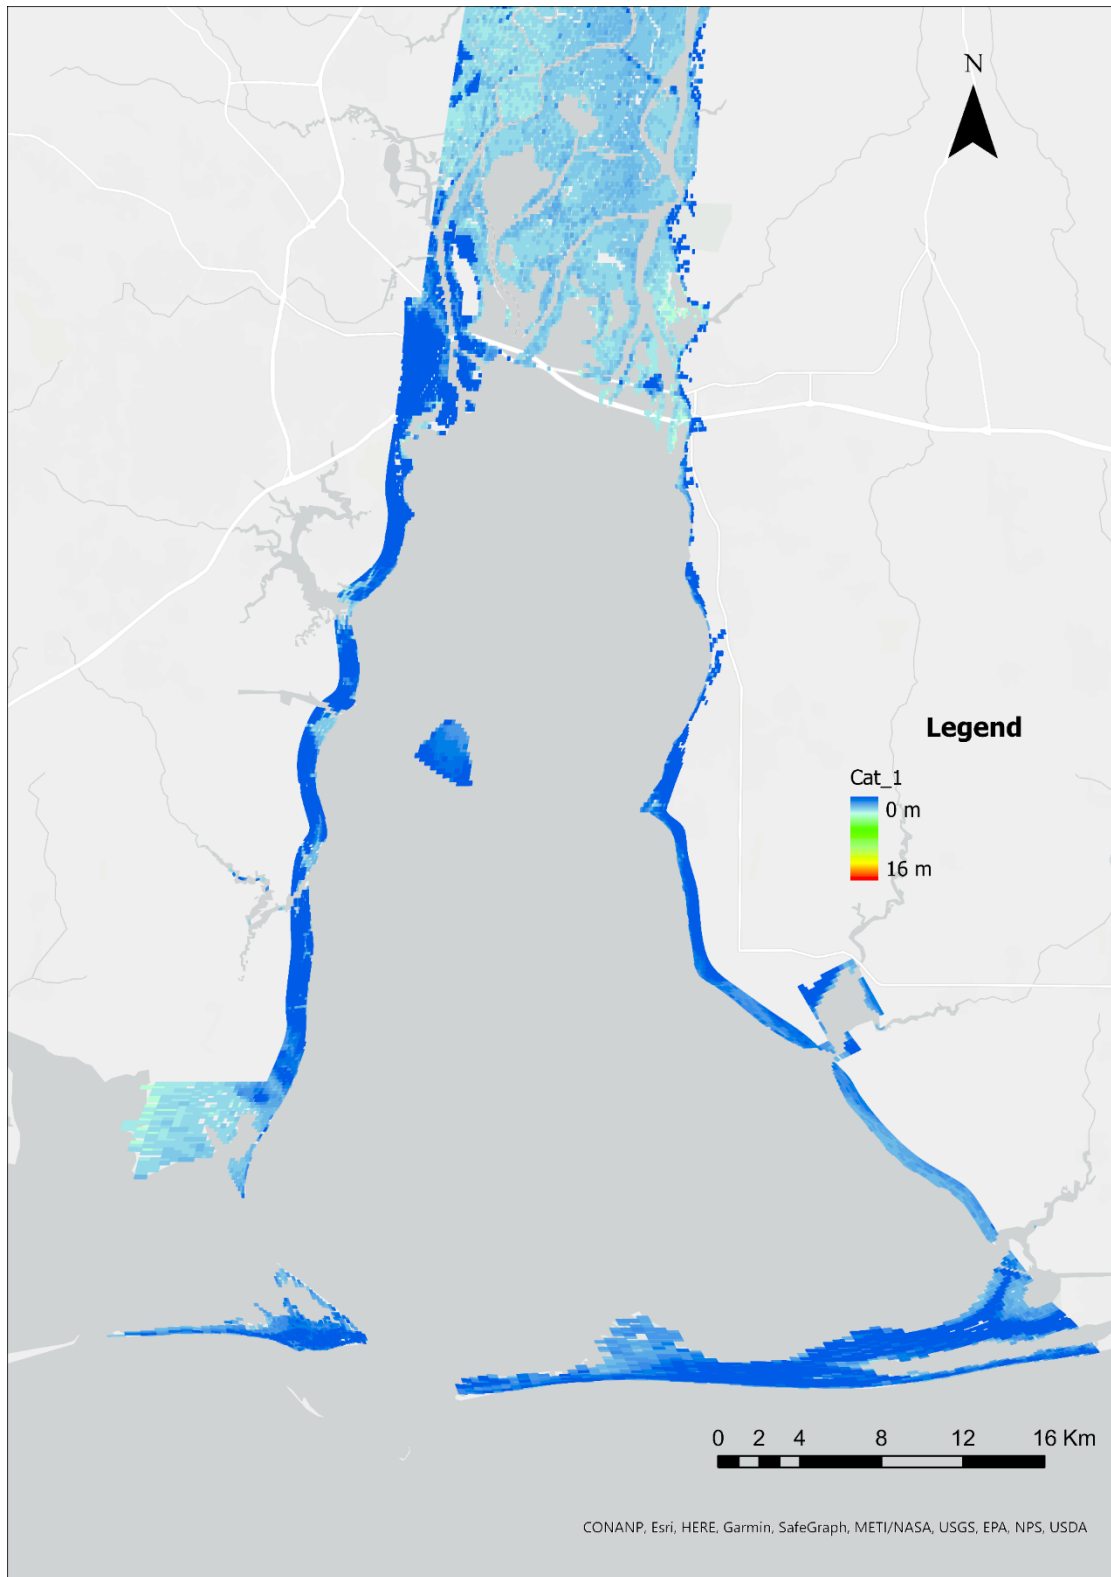 N
Legend
Cat_1
0 m
16 m
0 2 4 8 12 16 Km
CONANP, Esri, HERE, Garmin, SafeGraph, METI/NASA, USGS, EPA, NPS, USDA